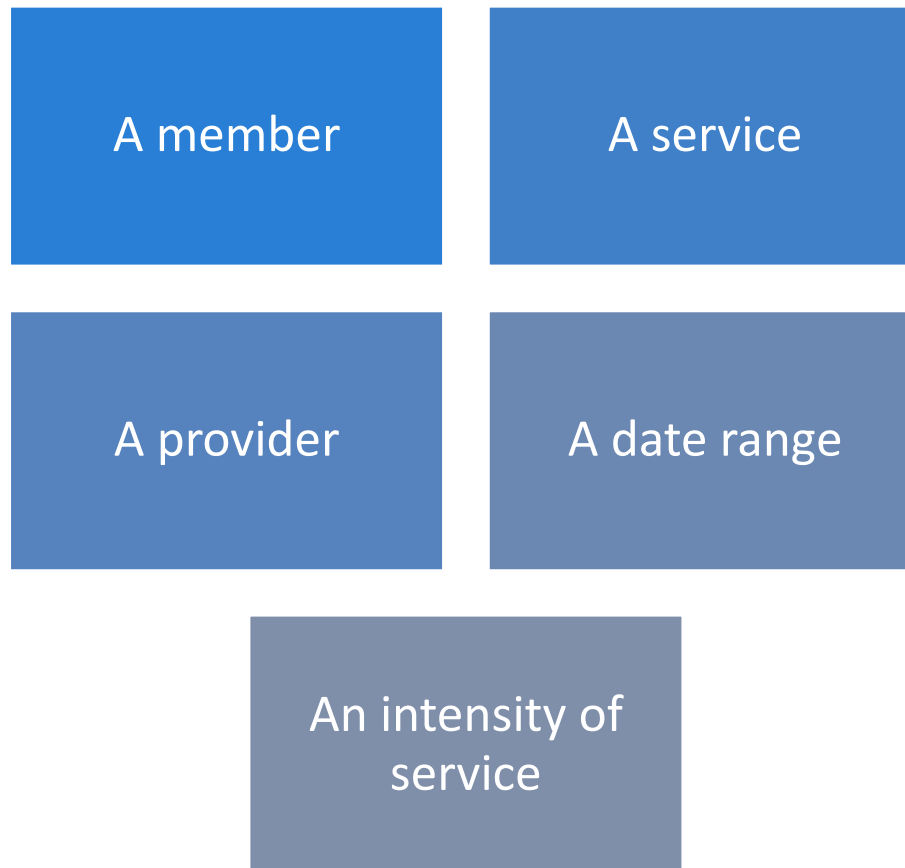 A member
A service
A provider
A date range
An intensity of
service